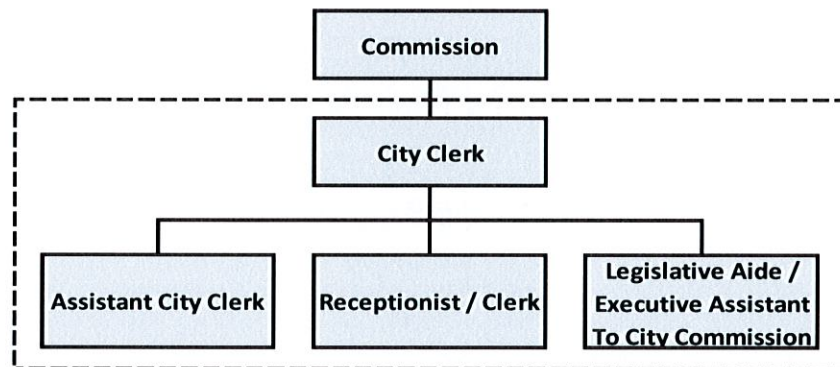 Commission
City Clerk
Assistant City Clerk
Receptionist / Clerk
Legislative Aide /
Executive Assistant
To City Commission